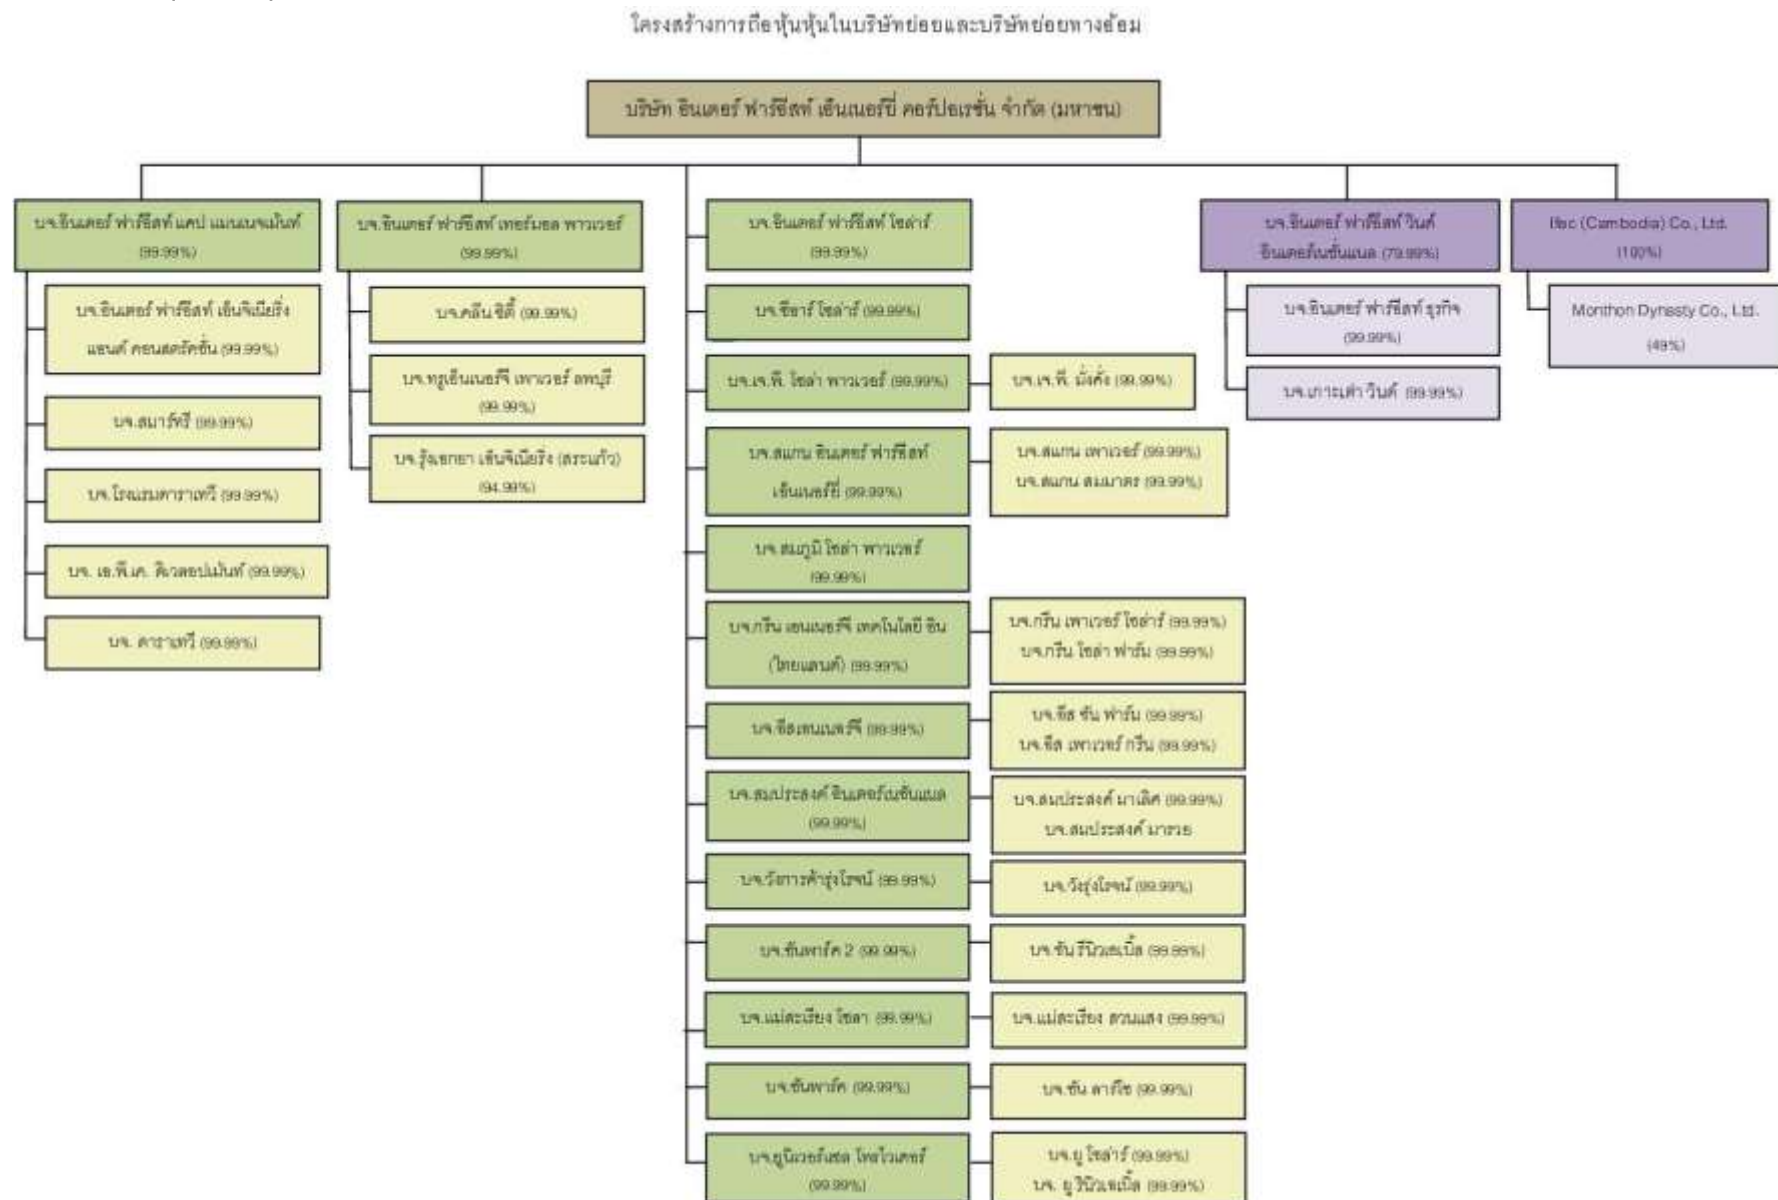 โครงสร้างการถือหุ้นหุ้นในบริษัทย่อยและบริษัทย่อยทางอ้อม
บริษัท อินเตอร์ ฟาร์อีสท์ เอ็นเนอร์ยี่ คอร์ปอเรชั่น จำกัด (มหาชน)
บจ.อินเตอร์ ฟาร์อีสท์ แคป แมนเนจเม้นท์
(99.99%)
บจ.อินเตอร์ ฟาร์อีสท์ เอ็นจิเนียริ่ง
แอนด์ คอนสตรัคชั่น (99.99%)
บจ.สมาร์ททรี (99.99%)
บจ.โรงแรมดาราเทวี (99.99%)
บจ. เอ.พี.เค. ดีเวลลอปเม้นท์ (99.99%)
บจ. ดาราเทวี (99.99%)
บจ.อินเตอร์ ฟาร์อีสท์ เทอร์มอล พาวเวอร์
(99.99%)
บจ.คลีน ซิตี้ (99.99%)
บจ.ทรูเอ็นเนอร์จี เพาเวอร์ ลพบุรี
(99.99%)
บจ.รุ้งเอกยา เอ็นจิเนียริ่ง (สระแก้ว)
(94.99%)
บจ.อินเตอร์ ฟาร์อีสท์ โซล่าร์
(99.99%)
บจ.ซีอาร์ โซล่าร์ (99.99%)
บจ.เจ.พี. โซล่า พาวเวอร์ (99.99%)
บจ.เจ.พี. มั่งคั่ง (99.99%)
บจ.สแกน อินเตอร์ ฟาร์อีสท์
เอ็นเนอร์ยี่ (99.99%)
บจ.สแกน เพาเวอร์ (99.99%)
บจ.สแกน สมมาตร (99.99%)
บจ.สมภูมิ โซล่า พาวเวอร์
(99.99%)
บจ.กรีน เอนเนอร์จี เทคโนโลยี อิน
(ไทยแลนด์) (99.99%)
บจ.กรีน เพาเวอร์ โซล่าร์ (99.99%)
บจ.กรีน โซล่า ฟาร์ม (99.99%)
บจ.อีสเทนเนอร์จี (99.99%)
บจ.อีส ซัน ฟาร์ม (99.99%)
บจ.อีส เพาเวอร์ กรีน (99.99%)
บจ.สมประสงค์ อินเตอร์เนชั่นแนล
(99.99%)
บจ.สมประสงค์ มาเลิศ (99.99%)
บจ.สมประสงค์ มารวย
บจ.วังการค้ารุ่งโรจน์ (99.99%)
บจ.วังรุ่งโรจน์ (99.99%)
บจ.ซันพาร์ค 2 (99.99%)
บจ.ซัน รีนิวเอเบิ้ล (99.99%)
บจ.แม่สะเรียง โซลา (99.99%)
บจ.แม่สะเรียง สวนแสง (99.99%)
บจ.ซันพาร์ค (99.99%)
บจ.ซัน ลาร์โซ (99.99%)
บจ.ยูนิเวอร์แซล โพรไวเดอร์
(99.99%)
บจ.ยู โซล่าร์ (99.99%)
บจ. ยู รีนิวเอเบิ้ล (99.99%)
บจ.อินเตอร์ ฟาร์อีสท์ วินด์
อินเตอร์เนชั่นแนล (79.99%)
บจ.อินเตอร์ ฟาร์อีสท์ ธุรกิจ
(99.99%)
บจ.เกาะเต่า วินด์ (99.99%)
Ifec (Cambodia) Co., Ltd.
(100%)
Monthon Dynasty Co., Ltd.
(49%)